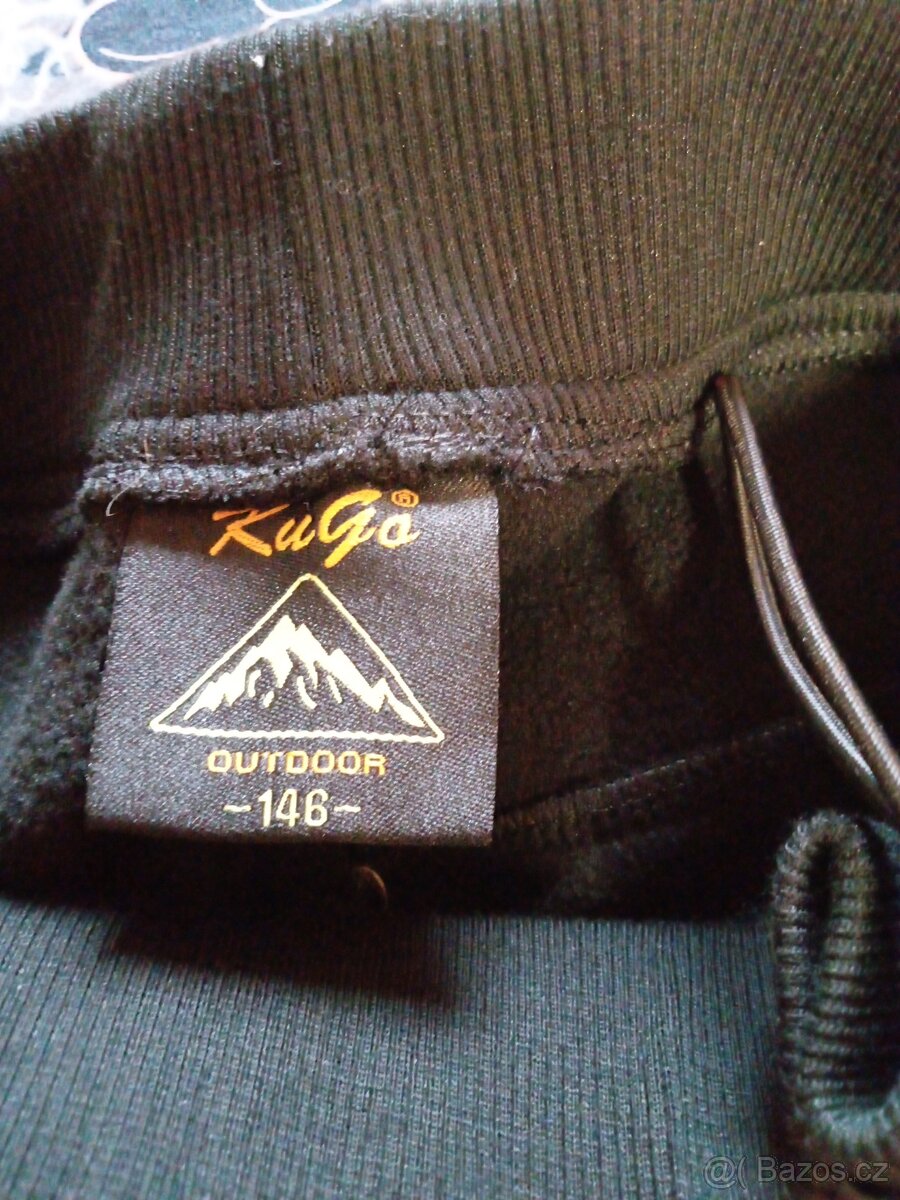 KuGo®
OUTDOOR
~146~
@( Bazos.cz